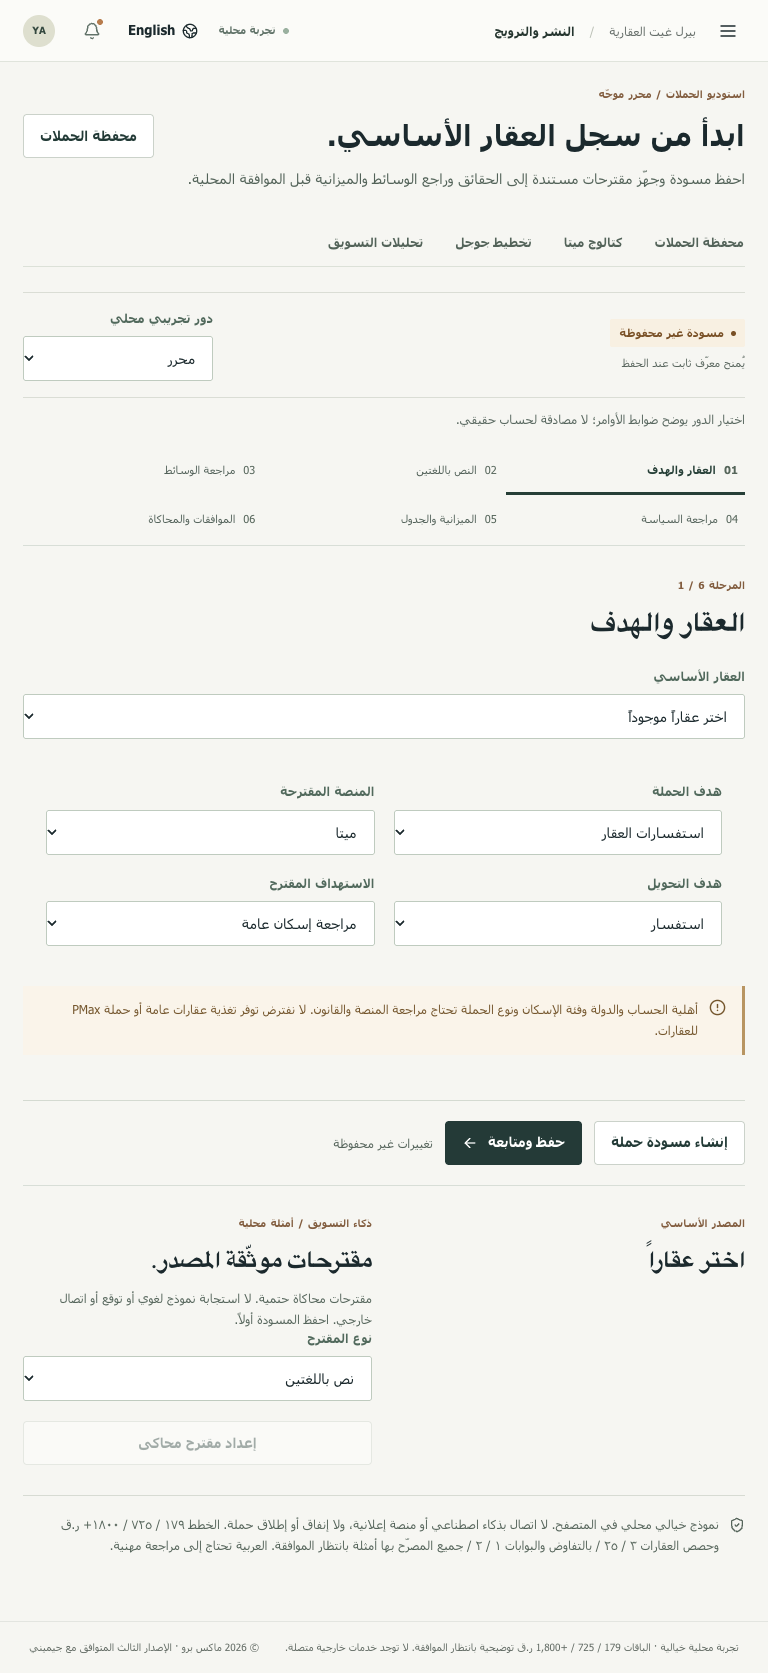 بيرل غيت العقارية / النشر والترويج
تجربة محلية
English
YA
استوديو الحملات / محرر موجّه
ابدأ من سجل العقار الأساسي.
محفظة الحملات
احفظ مسودة وجهّز مقترحات مستندة إلى الحقائق وراجع الوسائط والميزانية قبل الموافقة المحلية.
محفظة الحملات
كتالوج ميتا
تخطيط جوجل
تحليلات التسويق
مسودة غير محفوظة
يُمنح معرّف ثابت عند الحفظ
دور تجريبي محلي
محرر
اختيار الدور يوضح ضوابط الأوامر؛ لا مصادقة لحساب حقيقي.
01 العقار والهدف
02 النص باللغتين
03 مراجعة الوسائط
04 مراجعة السياسة
05 الميزانية والجدول
06 الموافقات والمحاكاة
المرحلة 6 / 1
العقار والهدف
العقار الأساسي
اختر عقاراً موجوداً
هدف الحملة
المنصة المقترحة
استفسارات العقار
ميتا
هدف التحويل
الاستهداف المقترح
استفسار
مراجعة إسكان عامة
أهلية الحساب والدولة وفئة الإسكان ونوع الحملة تحتاج مراجعة المنصة والقانون. لا نفترض توفر تغذية عقارات عامة أو حملة PMax
للعقارات.
إنشاء مسودة حملة
حفظ ومتابعة
تغييرات غير محفوظة
المصدر الأساسي
اختر عقاراً
ذكاء التسويق / أمثلة محلية
مقترحات موثّقة المصدر.
مقترحات محاكاة حتمية. لا استجابة نموذج لغوي أو توقع أو اتصال
خارجي. احفظ المسودة أولاً.
نوع المقترح
نص باللغتين
إعداد مقترح محاكى
نموذج خيالي محلي في المتصفح. لا اتصال بذكاء اصطناعي أو منصة إعلانية، ولا إنفاق أو إطلاق حملة. الخطط ١٧٩ / ٧٢٥ / ١٨٠٠+ ر.ق
وحصص العقارات ٣ / ٢٥ / بالتفاوض والبوابات ١ / ٢ / جميع المصرّح بها أمثلة بانتظار الموافقة. العربية تحتاج إلى مراجعة مهنية.
تجربة محلية خيالية · الباقات 179 / 725 / +1,800 ر.ق توضيحية بانتظار الموافقة. لا توجد خدمات خارجية متصلة.
© 2026 ماكس برو · الإصدار الثالث المتوافق مع جيميني